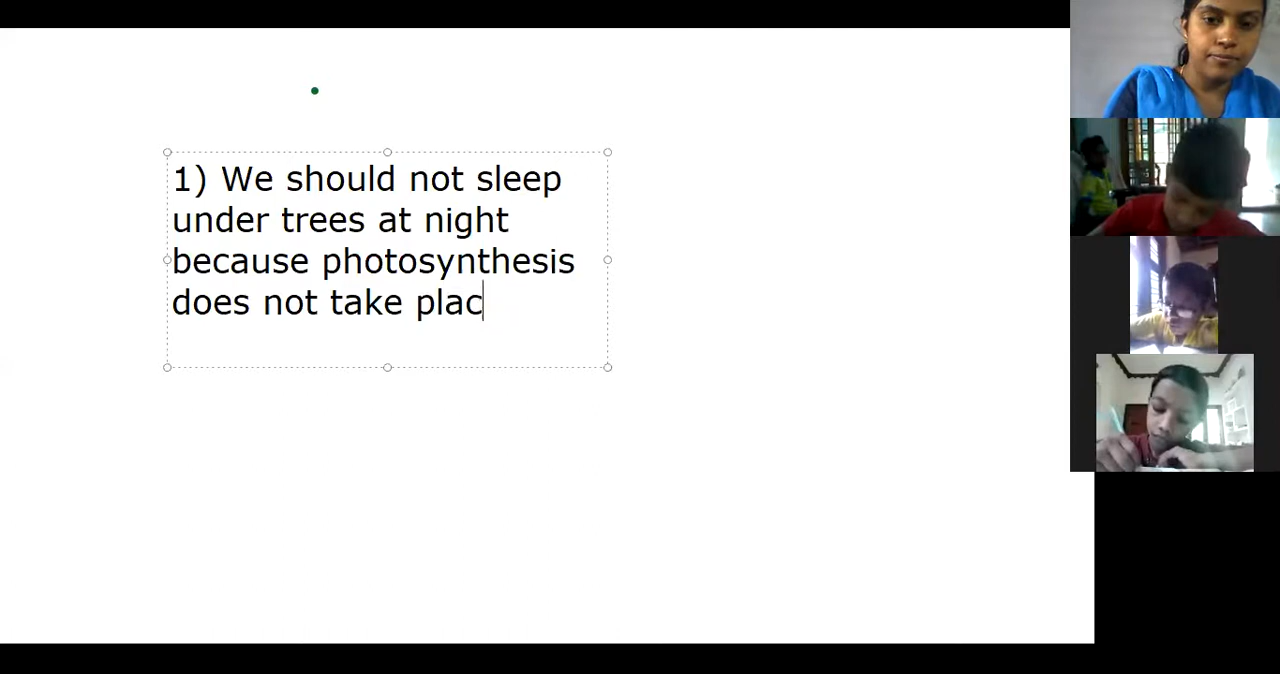 1) We should not sleep
under trees at night
because photosynthesis
does not take plac